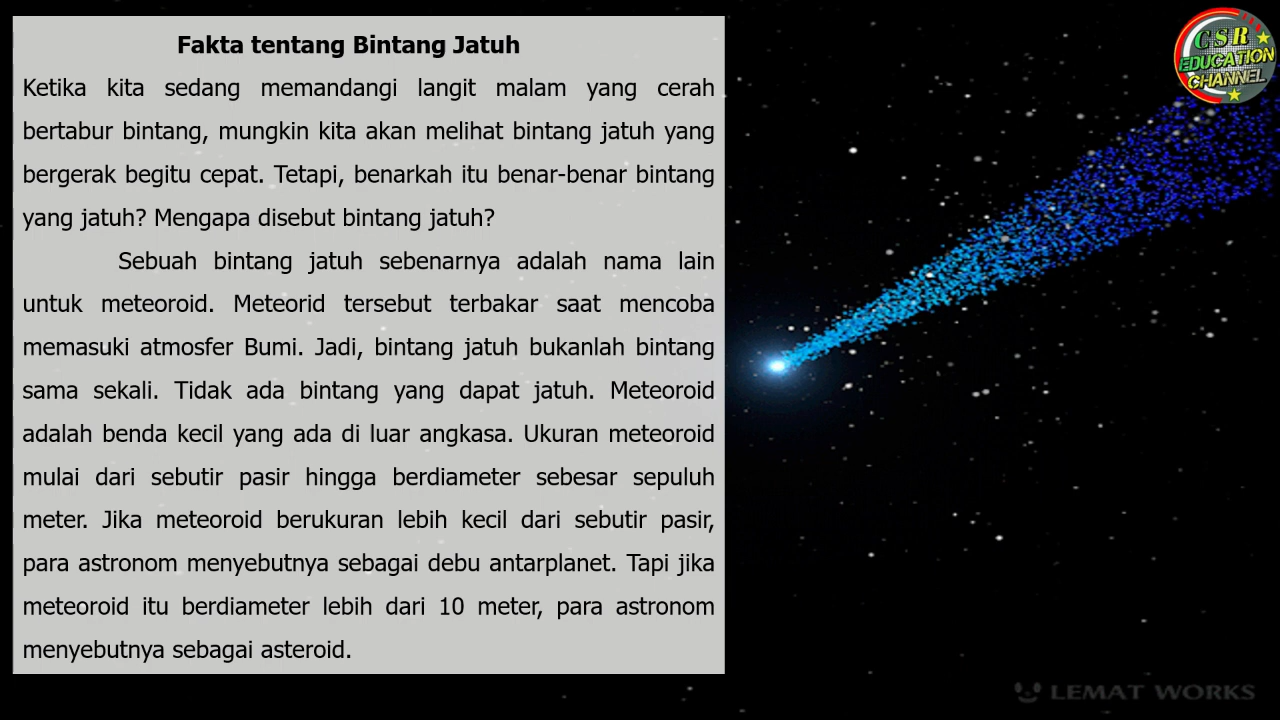 Fakta tentang Bintang Jatuh
Ketika kita sedang memandangi langit malam yang cerah
bertabur bintang, mungkin kita akan melihat bintang jatuh yang
bergerak begitu cepat. Tetapi, benarkah itu benar-benar bintang
yang jatuh? Mengapa disebut bintang jatuh?
Sebuah bintang jatuh sebenarnya adalah nama lain
untuk meteoroid. Meteorid tersebut terbakar saat mencoba
memasuki atmosfer Bumi. Jadi, bintang jatuh bukanlah bintang
sama sekali. Tidak ada bintang yang dapat jatuh. Meteoroid
adalah benda kecil yang ada di luar angkasa. Ukuran meteoroid
mulai dari sebutir pasir hingga berdiameter sebesar sepuluh
meter. Jika meteoroid berukuran lebih kecil dari sebutir pasir,
para astronom menyebutnya sebagai debu antarplanet. Tapi jika
meteoroid itu berdiameter lebih dari 10 meter, para astronom
menyebutnya sebagai asteroid.
CSR
EDUCATION
CHANNEL
LEMAT WORKS